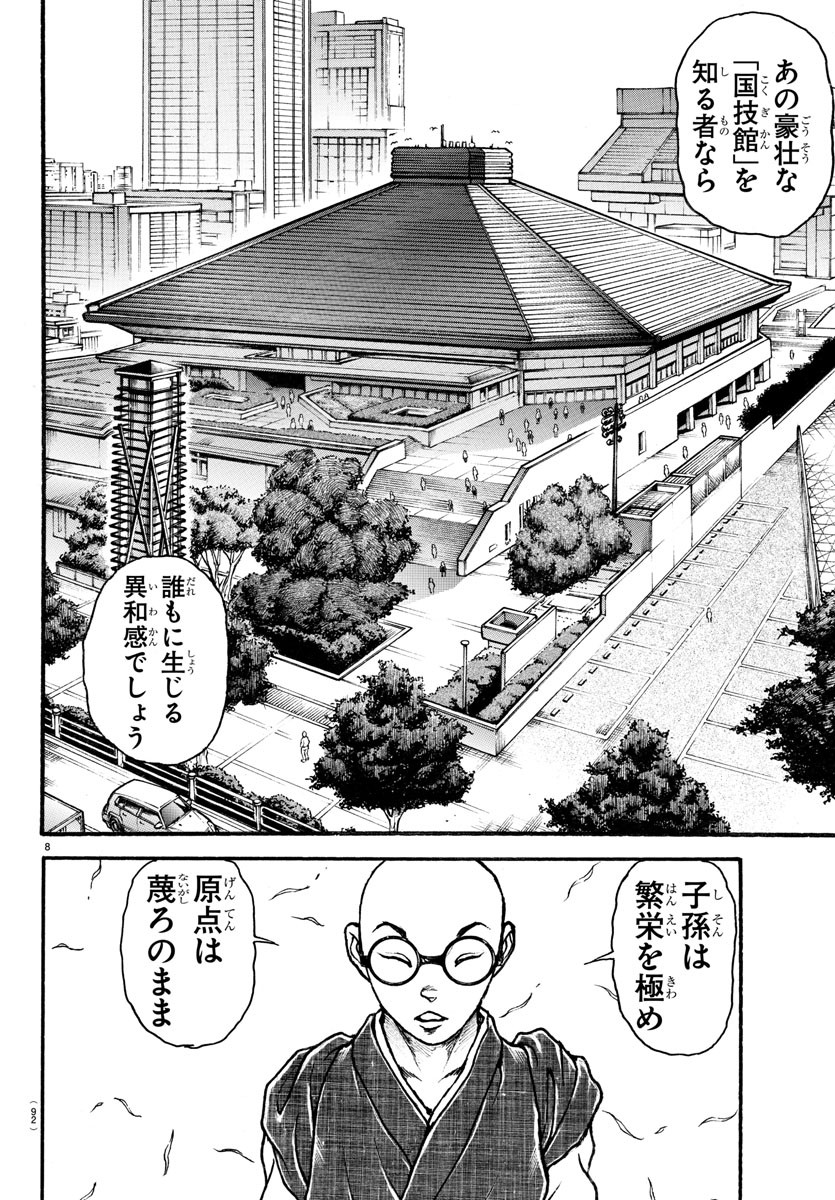 あの豪壮な
「国技館」を
知る者なら
誰もに生じる
異和感でしょう
8
子孫は
繁栄を極め
原点は
蔑ろのまま
(92)